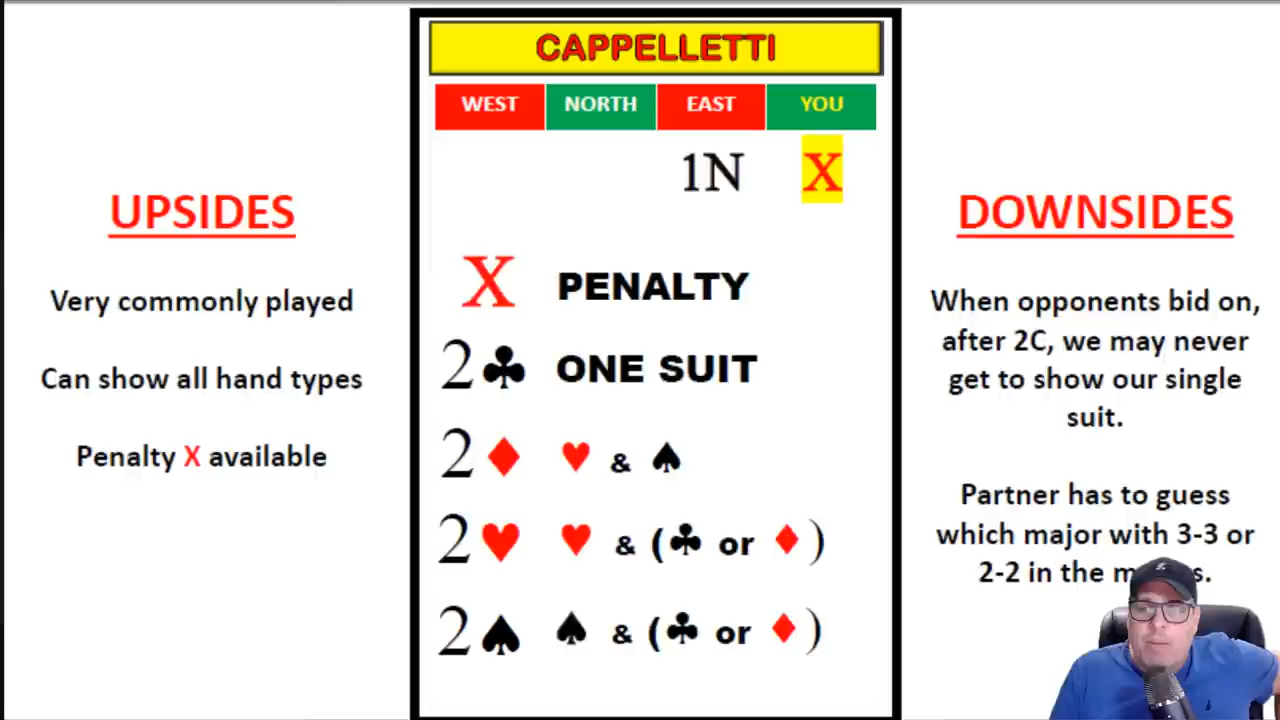 CAPPELLETTI
WEST NORTH EAST YOU
1N X
UPSIDES
Very commonly played
Can show all hand types
Penalty X available
X PENALTY
2♣ ONE SUIT
2♦ ♥ & ♠
2♥ ♥ & (♣ or ♦)
2♠ ♠ & (♣ or ♦)
DOWNSIDES
When opponents bid on,
after 2C, we may never
get to show our single
suit.
Partner has to guess
which major with 3-3 or
2-2 in the